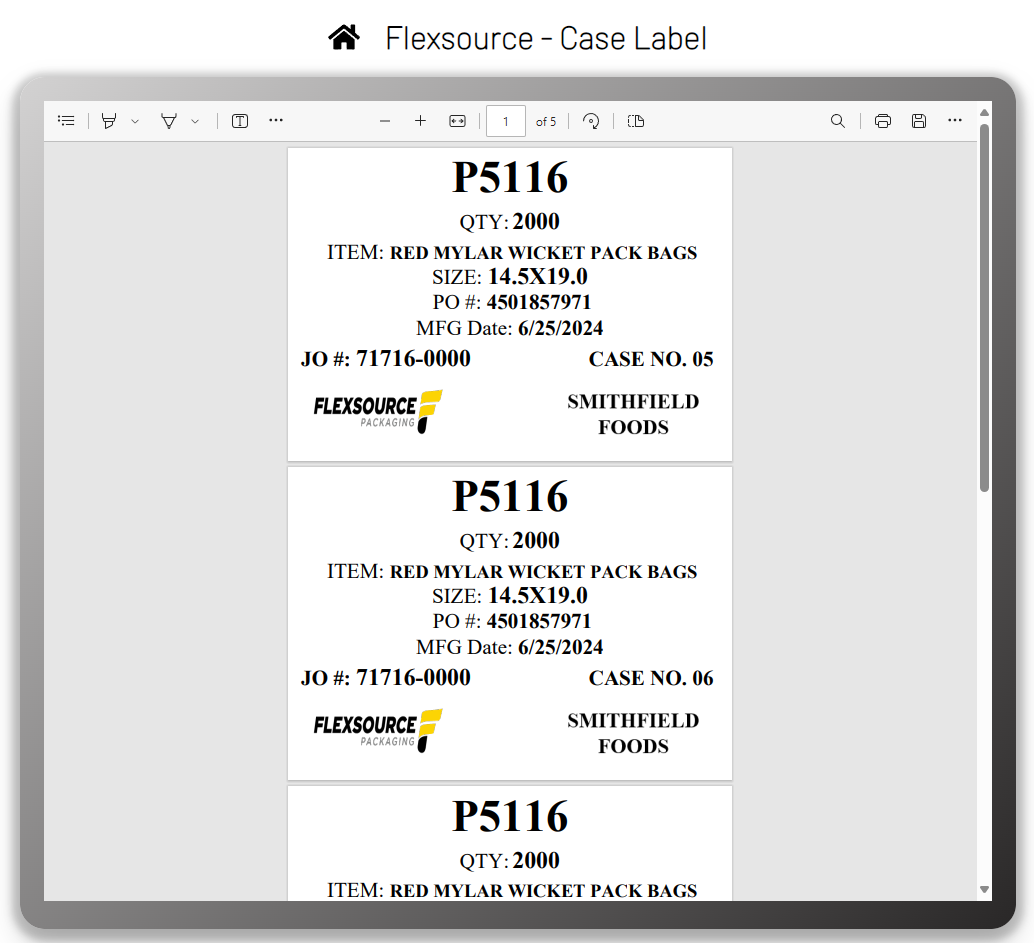 Flexsource - Case Label
1 of 5
P5116
QTY: 2000
ITEM: RED MYLAR WICKET PACK BAGS
SIZE: 14.5X19.0
PO #: 4501857971
MFG Date: 6/25/2024
JO #: 71716-0000 CASE NO. 05
FLEXSOURCE
PACKAGING
SMITHFIELD
FOODS
P5116
QTY: 2000
ITEM: RED MYLAR WICKET PACK BAGS
SIZE: 14.5X19.0
PO #: 4501857971
MFG Date: 6/25/2024
JO #: 71716-0000 CASE NO. 06
FLEXSOURCE
PACKAGING
SMITHFIELD
FOODS
P5116
QTY: 2000
ITEM: RED MYLAR WICKET PACK BAGS